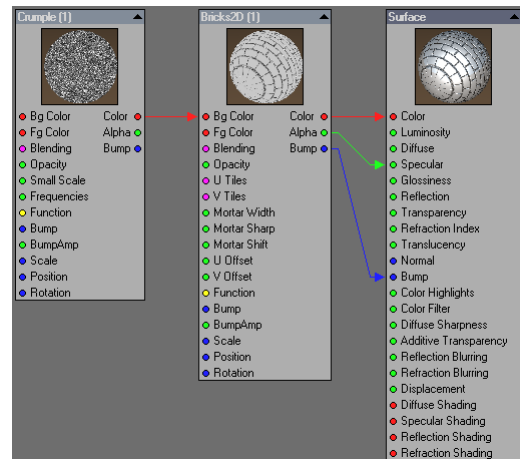 Crumple (1)
Bg Color Color
Fg Color Alpha
Blending Bump
Opacity
Small Scale
Frequencies
Function
Bump
BumpAmp
Scale
Position
Rotation
Bricks2D (1)
Bg Color Color
Fg Color Alpha
Blending Bump
Opacity
U Tiles
V Tiles
Mortar Width
Mortar Sharp
Mortar Shift
U Offset
V Offset
Function
Bump
BumpAmp
Scale
Position
Rotation
Surface
Color
Luminosity
Diffuse
Specular
Glossiness
Reflection
Transparency
Refraction Index
Translucency
Normal
Bump
Color Highlights
Color Filter
Diffuse Sharpness
Additive Transparency
Reflection Blurring
Refraction Blurring
Displacement
Diffuse Shading
Specular Shading
Reflection Shading
Refraction Shading